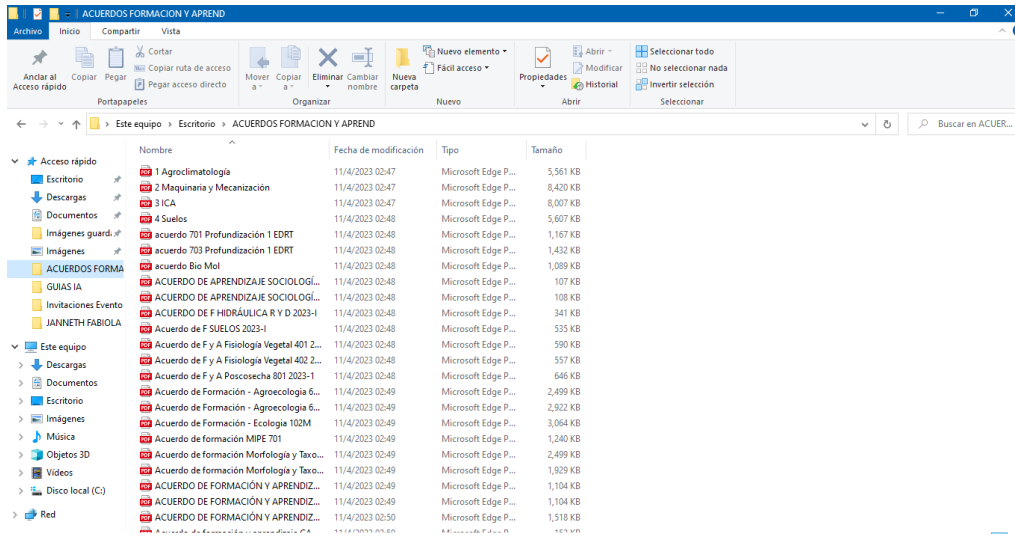 ACUERDOS FORMACION Y APREND
Archivo Inicio Compartir Vista
Anclar al Acceso rápido
Copiar
Pegar
Cortar
Copiar ruta de acceso
Pegar acceso directo
Portapapeles
Mover a
Copiar a
Eliminar
Cambiar nombre
Organizar
Nueva carpeta
Nuevo elemento
Fácil acceso
Nuevo
Propiedades
Abrir
Modificar
Historial
Abrir
Seleccionar todo
No seleccionar nada
Invertir selección
Seleccionar
Este equipo > Escritorio > ACUERDOS FORMACION Y APREND
Buscar en ACUER...
Acceso rápido
Escritorio
Descargas
Documentos
Imágenes guarda
Imágenes
ACUERDOS FORMA
GUIAS IA
Invitaciones Evento
JANNETH FABIOLA
Este equipo
Descargas
Documentos
Escritorio
Imágenes
Música
Objetos 3D
Vídeos
Disco local (C:)
Red
Nombre Fecha de modificación Tipo Tamaño
1 Agroclimatología 11/4/2023 02:47 Microsoft Edge P... 5,561 KB
2 Maquinaria y Mecanización 11/4/2023 02:47 Microsoft Edge P... 8,420 KB
3 ICA 11/4/2023 02:47 Microsoft Edge P... 8,007 KB
4 Suelos 11/4/2023 02:48 Microsoft Edge P... 5,607 KB
acuerdo 701 Profundización 1 EDRT 11/4/2023 02:48 Microsoft Edge P... 1,167 KB
acuerdo 703 Profundización 1 EDRT 11/4/2023 02:48 Microsoft Edge P... 1,432 KB
acuerdo Bio Mol 11/4/2023 02:48 Microsoft Edge P... 1,089 KB
ACUERDO DE APRENDIZAJE SOCIOLOGÍ... 11/4/2023 02:48 Microsoft Edge P... 107 KB
ACUERDO DE APRENDIZAJE SOCIOLOGÍ... 11/4/2023 02:48 Microsoft Edge P... 108 KB
ACUERDO DE F HIDRÁULICA R Y D 2023-I 11/4/2023 02:48 Microsoft Edge P... 341 KB
Acuerdo de F SUELOS 2023-I 11/4/2023 02:48 Microsoft Edge P... 535 KB
Acuerdo de F y A Fisiología Vegetal 401 2... 11/4/2023 02:48 Microsoft Edge P... 590 KB
Acuerdo de F y A Fisiología Vegetal 402 2... 11/4/2023 02:48 Microsoft Edge P... 557 KB
Acuerdo de F y A Poscosecha 801 2023-1 11/4/2023 02:48 Microsoft Edge P... 646 KB
Acuerdo de Formación - Agroecologia 6... 11/4/2023 02:49 Microsoft Edge P... 2,499 KB
Acuerdo de Formación - Agroecologia 6... 11/4/2023 02:49 Microsoft Edge P... 2,922 KB
Acuerdo de Formación - Ecologia 102M 11/4/2023 02:49 Microsoft Edge P... 3,064 KB
Acuerdo de formación MIPE 701 11/4/2023 02:49 Microsoft Edge P... 1,240 KB
Acuerdo de formación Morfología y Taxo... 11/4/2023 02:49 Microsoft Edge P... 2,499 KB
Acuerdo de formación Morfología y Taxo... 11/4/2023 02:49 Microsoft Edge P... 1,929 KB
ACUERDO DE FORMACIÓN Y APRENDIZ... 11/4/2023 02:49 Microsoft Edge P... 1,104 KB
ACUERDO DE FORMACIÓN Y APRENDIZ... 11/4/2023 02:49 Microsoft Edge P... 1,104 KB
ACUERDO DE FORMACIÓN Y APRENDIZ... 11/4/2023 02:50 Microsoft Edge P... 1,518 KB